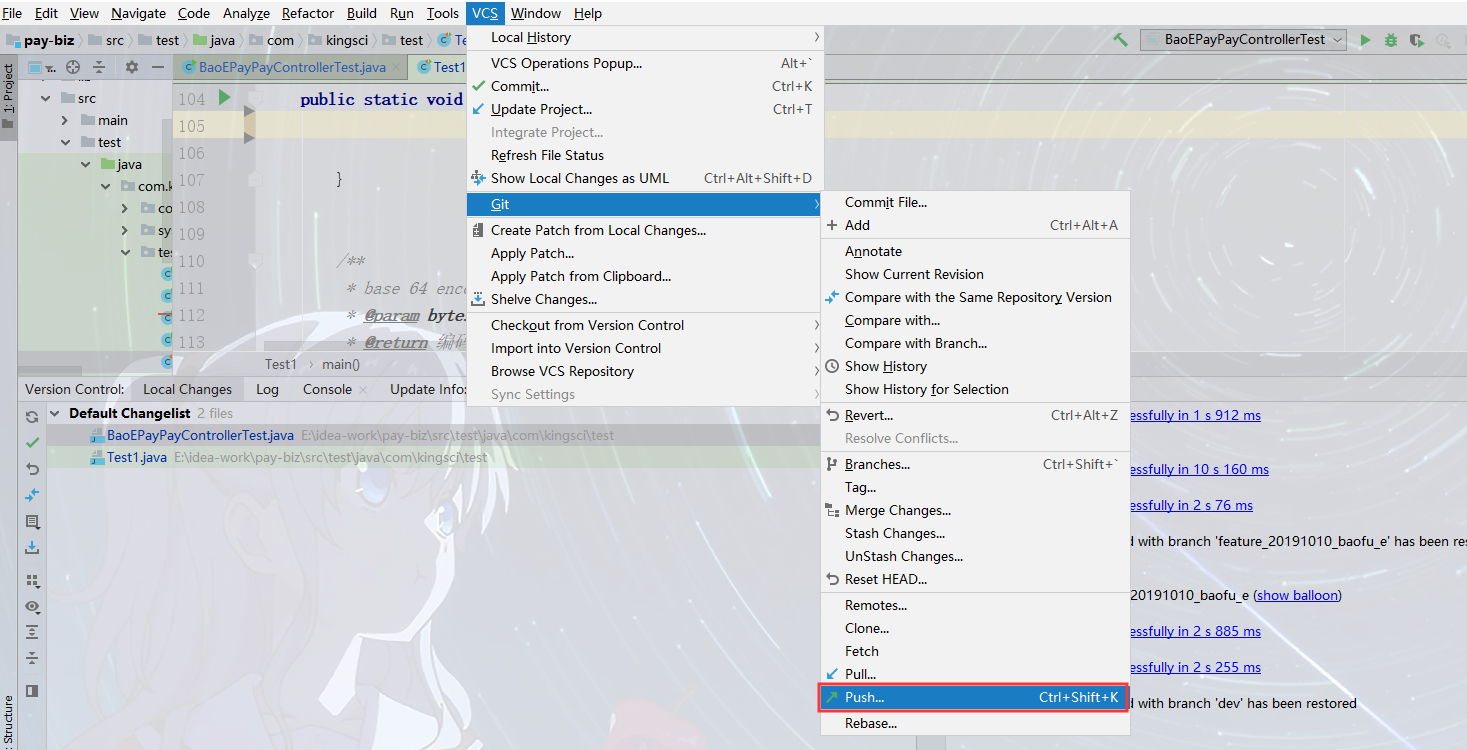 File Edit View Navigate Code Analyze Refactor Build Run Tools VCS Window Help
pay-biz src test java com kingsci test
BaoEPayPayControllerTest
1: Project
BaoEPayPayControllerTest.java Test1
src
main
test
java
104 public static void
105
106
107 }
108
109
110 /**
111 * base 64
112 * @param
113 * @return 编码
Test1 main()
Local History
VCS Operations Popup... Alt+`
Commit... Ctrl+K
Update Project... Ctrl+T
Integrate Project...
Refresh File Status
Show Local Changes as UML Ctrl+Alt+Shift+D
Git
Create Patch from Local Changes...
Apply Patch...
Apply Patch from Clipboard...
Shelve Changes...
Checkout from Version Control
Import into Version Control
Browse VCS Repository
Sync Settings
Commit File...
Add Ctrl+Alt+A
Annotate
Show Current Revision
Compare with the Same Repository Version
Compare with...
Compare with Branch...
Show History
Show History for Selection
Revert... Ctrl+Alt+Z
Resolve Conflicts...
Branches... Ctrl+Shift+`
Tag...
Merge Changes...
Stash Changes...
UnStash Changes...
Reset HEAD...
Remotes...
Clone...
Fetch
Pull...
Push... Ctrl+Shift+K
Rebase...
Version Control: Local Changes Log Console Update Info:
Default Changelist 2 files
BaoEPayPayControllerTest.java E:\idea-work\pay-biz\src\test\java\com\kingsci\test
Test1.java E:\idea-work\pay-biz\src\test\java\com\kingsci\test
essfully in 1 s 912 ms
essfully in 10 s 160 ms
essfully in 2 s 76 ms
d with branch 'feature_20191010_baofu_e' has been res
20191010_baofu_e (show balloon)
essfully in 2 s 885 ms
essfully in 2 s 255 ms
d with branch 'dev' has been restored
Structure